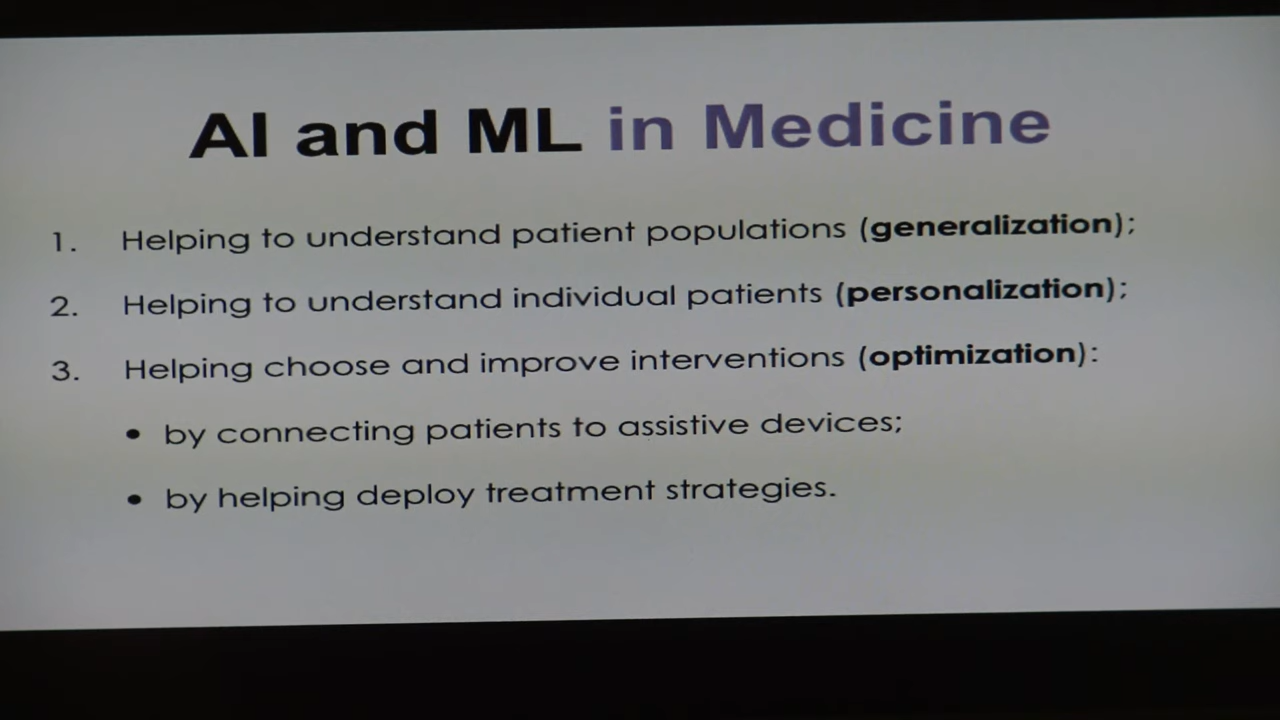 AI and ML in Medicine
1. Helping to understand patient populations (generalization);
2. Helping to understand individual patients (personalization);
3. Helping choose and improve interventions (optimization):
• by connecting patients to assistive devices;
• by helping deploy treatment strategies.